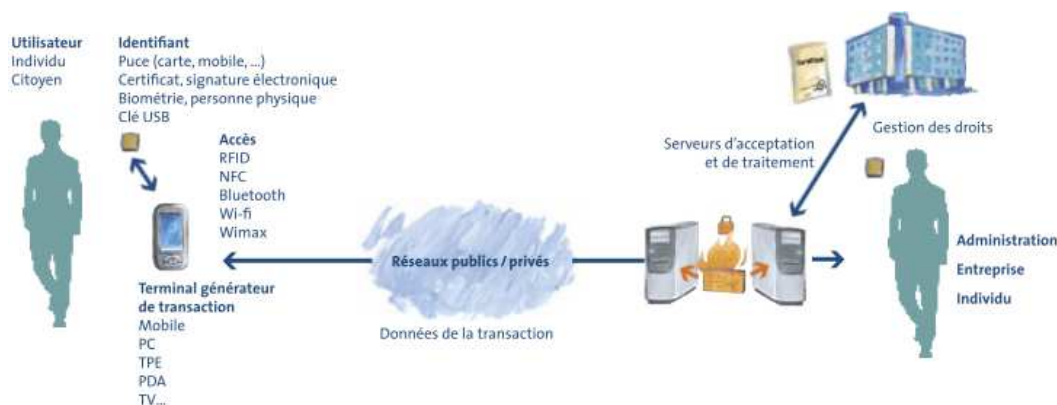 Utilisateur
Individu
Citoyen
Identifiant
Puce (carte, mobile, ...)
Certificat, signature électronique
Biométrie, personne physique
Clé USB
Accès
RFID
NFC
Bluetooth
Wi-fi
Wimax
Terminal générateur
de transaction
Mobile
PC
TPE
PDA
TV...
Réseaux publics / privés
Données de la transaction
Serveurs d'acceptation
et de traitement
Gestion des droits
Administration
Entreprise
Individu